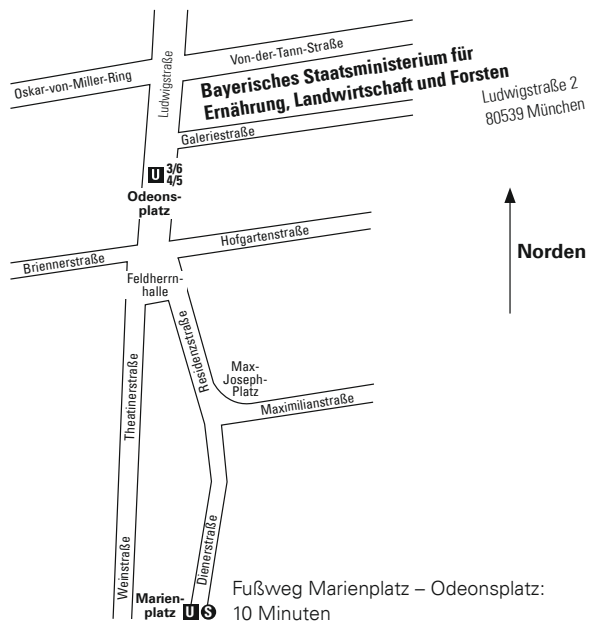 Von-der-Tann-Straße
Oskar-von-Miller-Ring
Ludwigstraße
Bayerisches Staatsministerium für
Ernährung, Landwirtschaft und Forsten
Ludwigstraße 2
80539 München
Galeriestraße
U 3/6
4/5
Odeons-
platz
Hofgartenstraße
Briennerstraße
Norden
Feldherrn-
halle
Residenzstraße
Max-
Joseph-
Platz
Maximilianstraße
Theatinerstraße
Weinstraße
Dienerstraße
Marien-
platz U S
Fußweg Marienplatz – Odeonsplatz:
10 Minuten